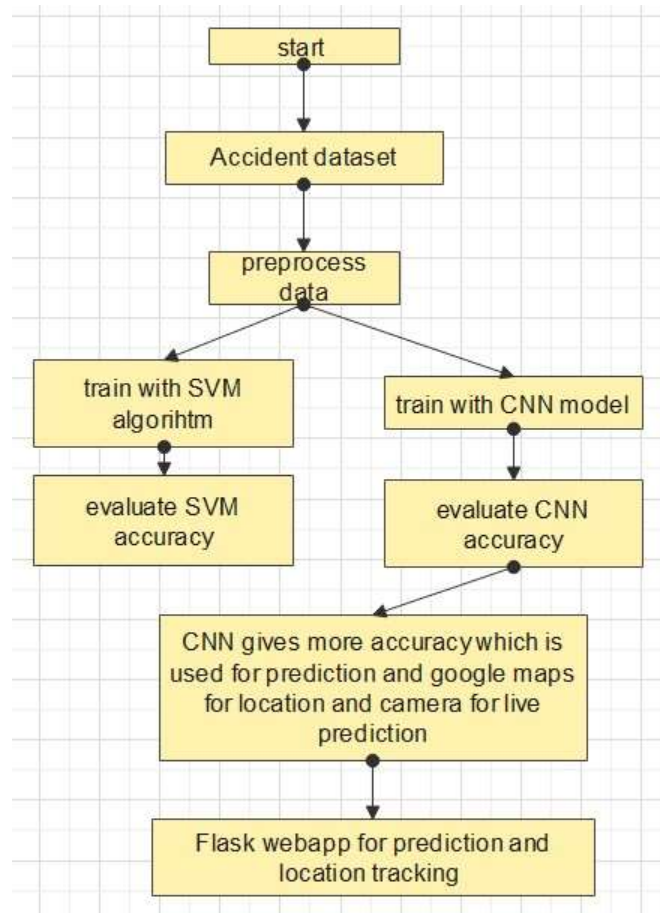 start
Accident dataset
preprocess
data
train with SVM
algorihtm
train with CNN model
evaluate SVM
accuracy
evaluate CNN
accuracy
CNN gives more accuracy which is
used for prediction and google maps
for location and camera for live
prediction
Flask webapp for prediction and
location tracking